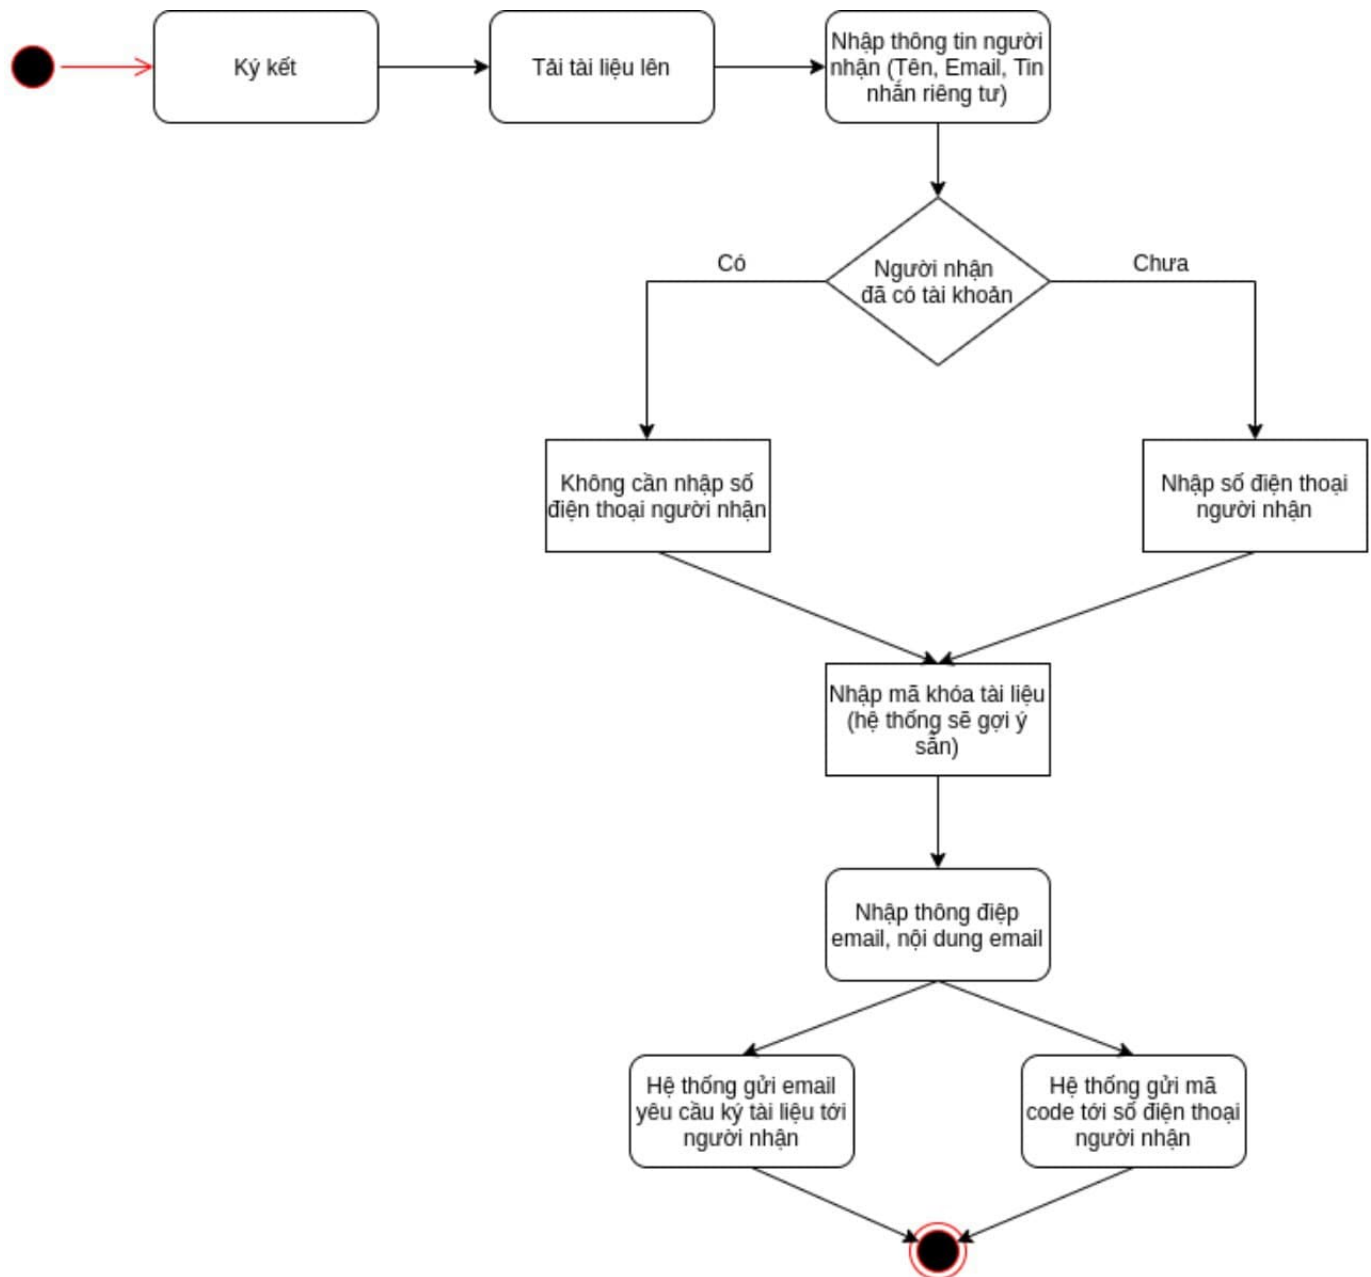 Ký kết
Tải tài liệu lên
Nhập thông tin người
nhận (Tên, Email, Tin
nhắn riêng tư)
Người nhận
đã có tài khoản
Có
Chưa
Không cần nhập số
điện thoại người nhận
Nhập số điện thoại
người nhận
Nhập mã khóa tài liệu
(hệ thống sẽ gợi ý
sẵn)
Nhập thông điệp
email, nội dung email
Hệ thống gửi email
yêu cầu ký tài liệu tới
người nhận
Hệ thống gửi mã
code tới số điện thoại
người nhận